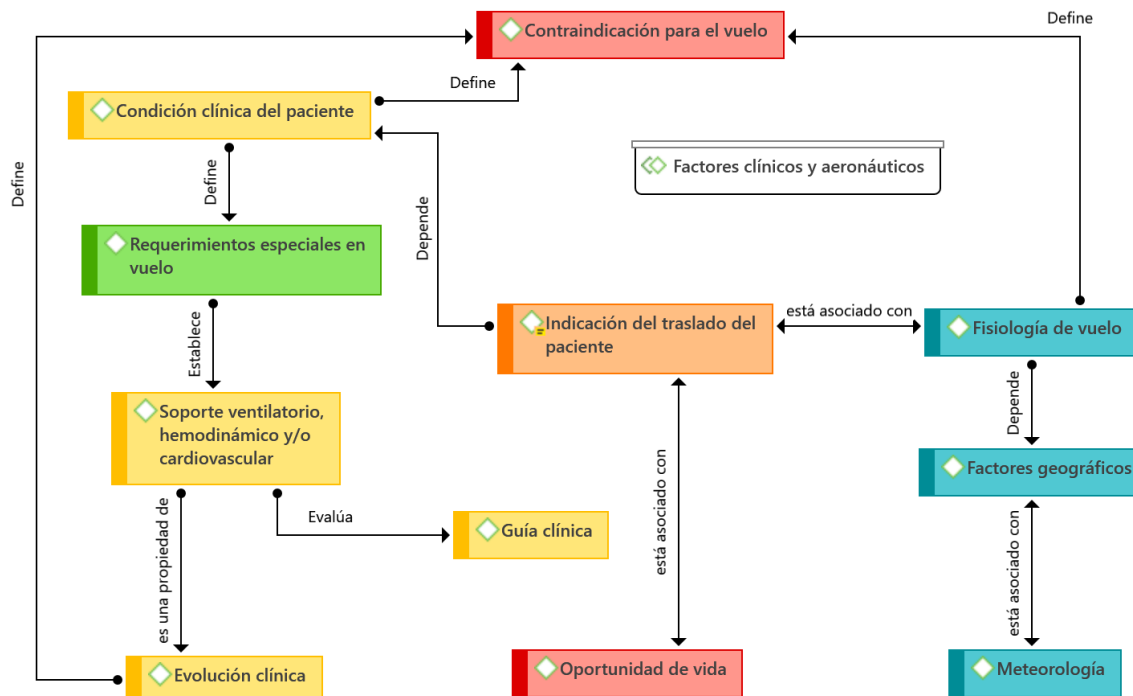 Contraindicación para el vuelo
Define
Define
Condición clínica del paciente
Factores clínicos y aeronáuticos
Define
Define
Depende
Requerimientos especiales en
vuelo
Establece
Indicación del traslado del
paciente
está asociado con
Fisiología de vuelo
Depende
Soporte ventilatorio,
hemodinámico y/o
cardiovascular
Factores geográficos
es una propiedad de
Evalúa
Guía clínica
está asociado con
está asociado con
Evolución clínica
Oportunidad de vida
Meteorología